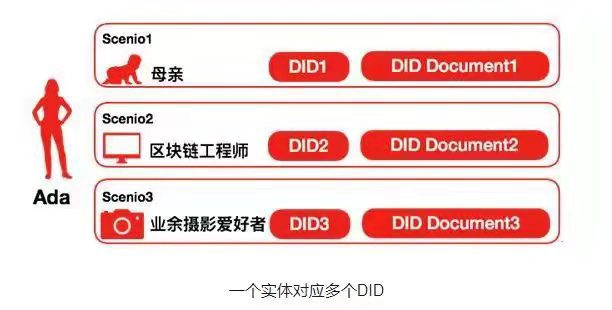 Scenio1
母亲
DID1
DID Document1
Scenio2
区块链工程师
DID2
DID Document2
Ada
Scenio3
业余摄影爱好者
DID3
DID Document3
一个实体对应多个DID